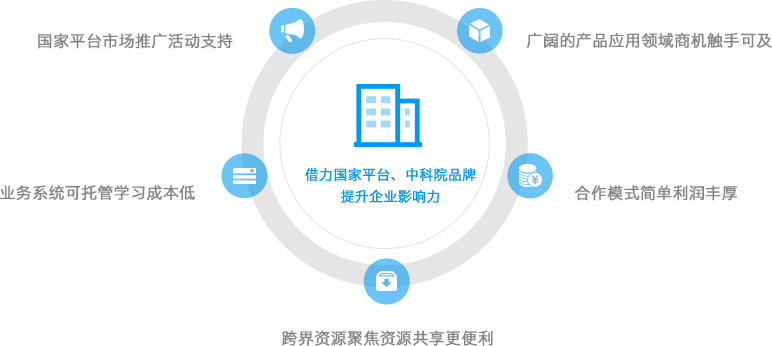 国家平台市场推广活动支持
广阔的产品应用领域商机触手可及
借力国家平台、中科院品牌
提升企业影响力
业务系统可托管学习成本低
合作模式简单利润丰厚
跨界资源聚焦资源共享更便利